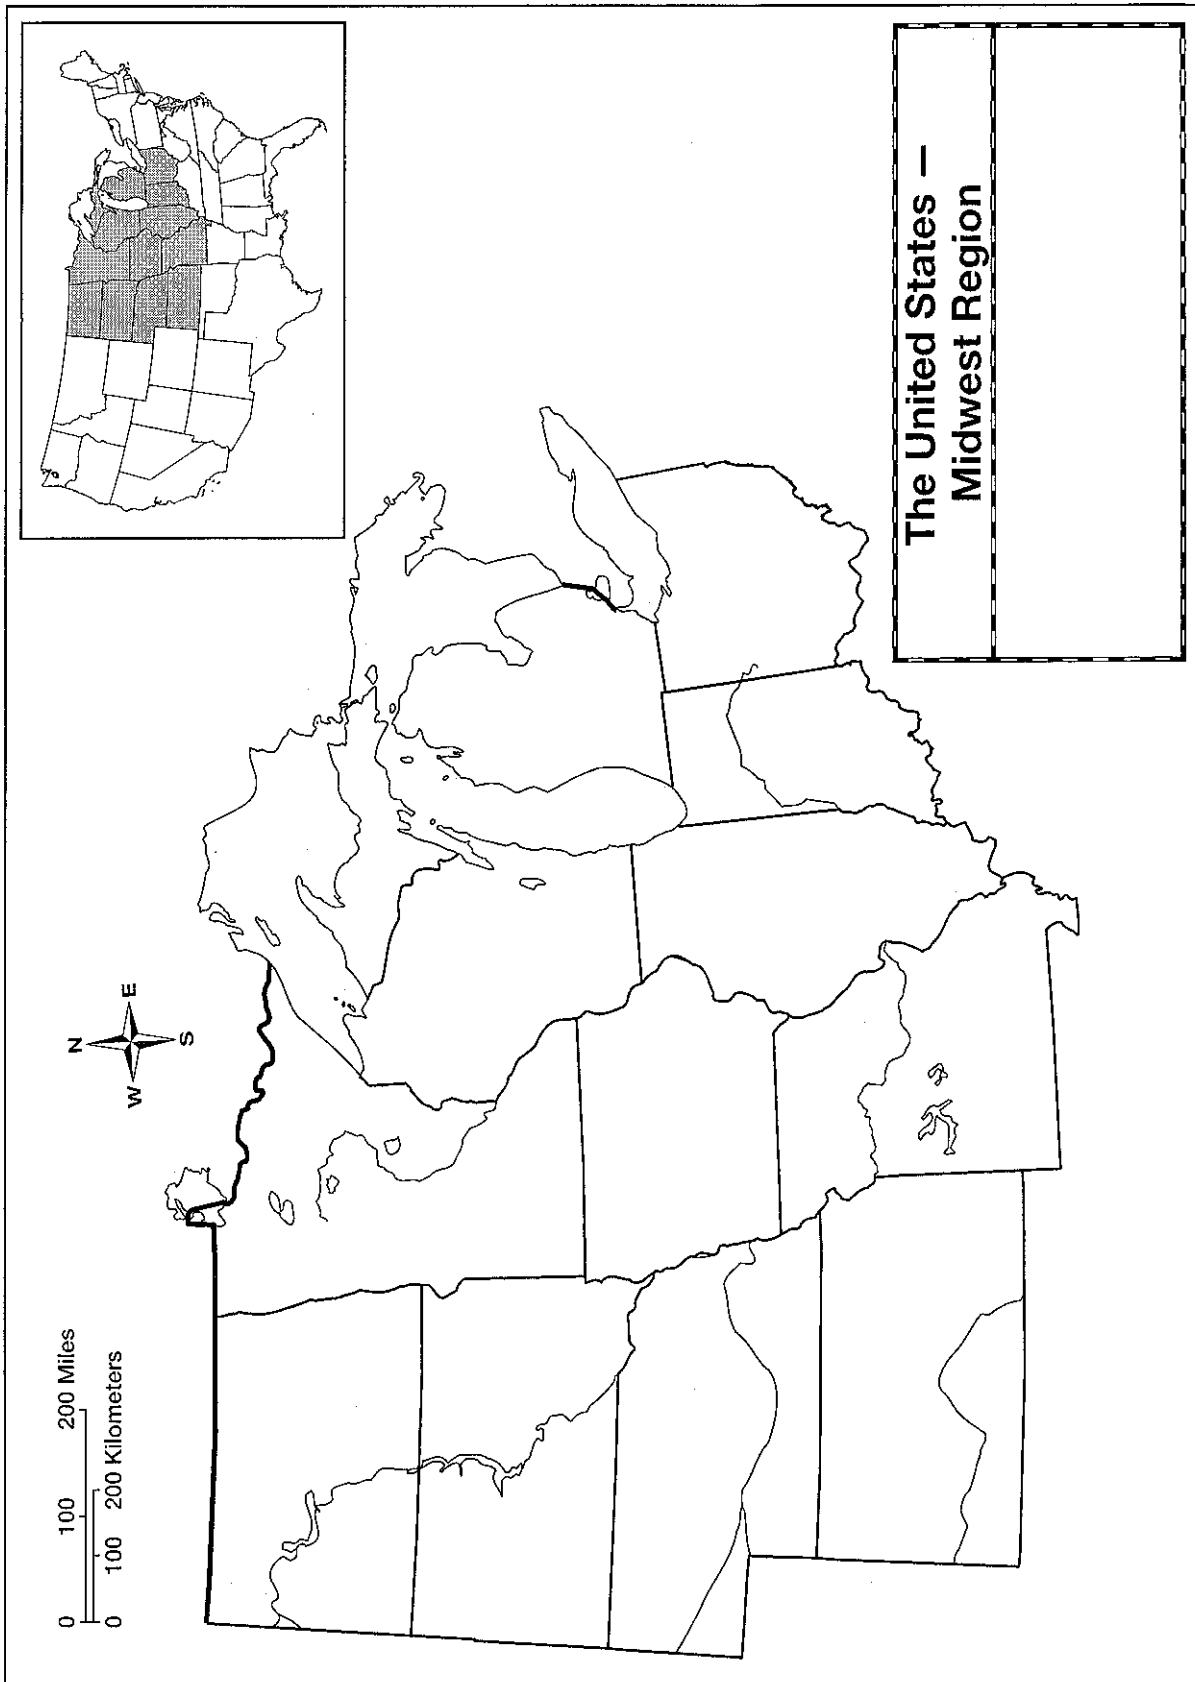 The United States –
Midwest Region
N
W
E
S
0 100 200 Miles
0 100 200 Kilometers